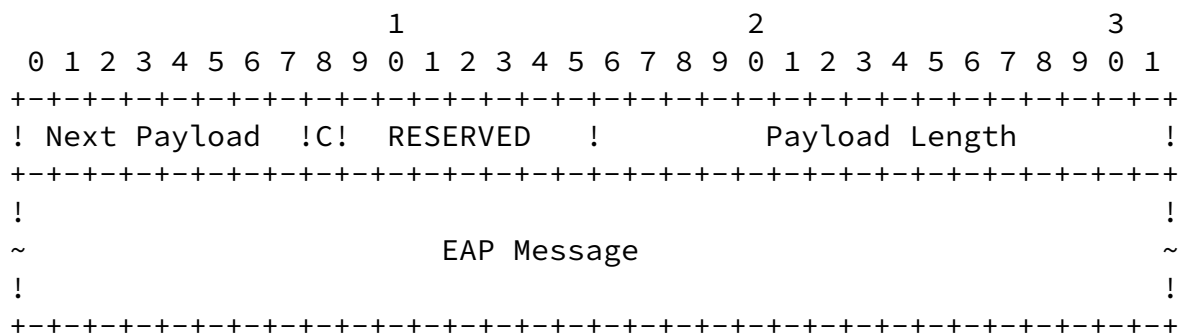 1                   2                   3
 0 1 2 3 4 5 6 7 8 9 0 1 2 3 4 5 6 7 8 9 0 1 2 3 4 5 6 7 8 9 0 1
+-+-+-+-+-+-+-+-+-+-+-+-+-+-+-+-+-+-+-+-+-+-+-+-+-+-+-+-+-+-+-+-+
! Next Payload  !C!  RESERVED   !         Payload Length        !
+-+-+-+-+-+-+-+-+-+-+-+-+-+-+-+-+-+-+-+-+-+-+-+-+-+-+-+-+-+-+-+-+
!                                                               !
~                       EAP Message                             ~
!                                                               !
+-+-+-+-+-+-+-+-+-+-+-+-+-+-+-+-+-+-+-+-+-+-+-+-+-+-+-+-+-+-+-+-+